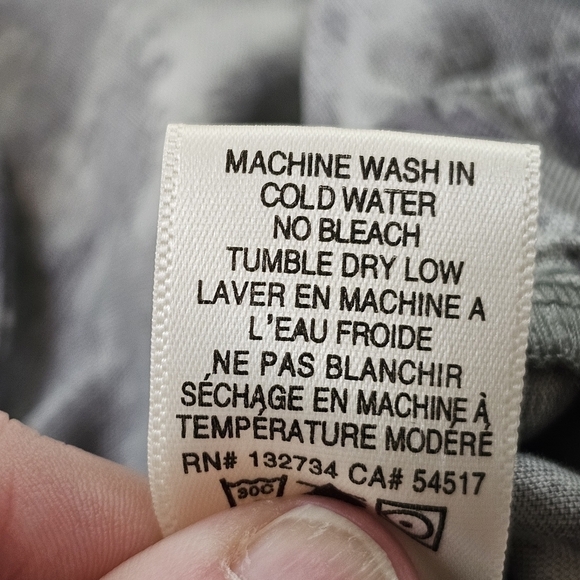 MACHINE WASH IN
COLD WATER
NO BLEACH
TUMBLE DRY LOW
LAVER EN MACHINE A
L'EAU FROIDE
NE PAS BLANCHIR
SÉCHAGE EN MACHINE À
TEMPÉRATURE MODÉRÉ
RN# 132734 CA# 54517
30C